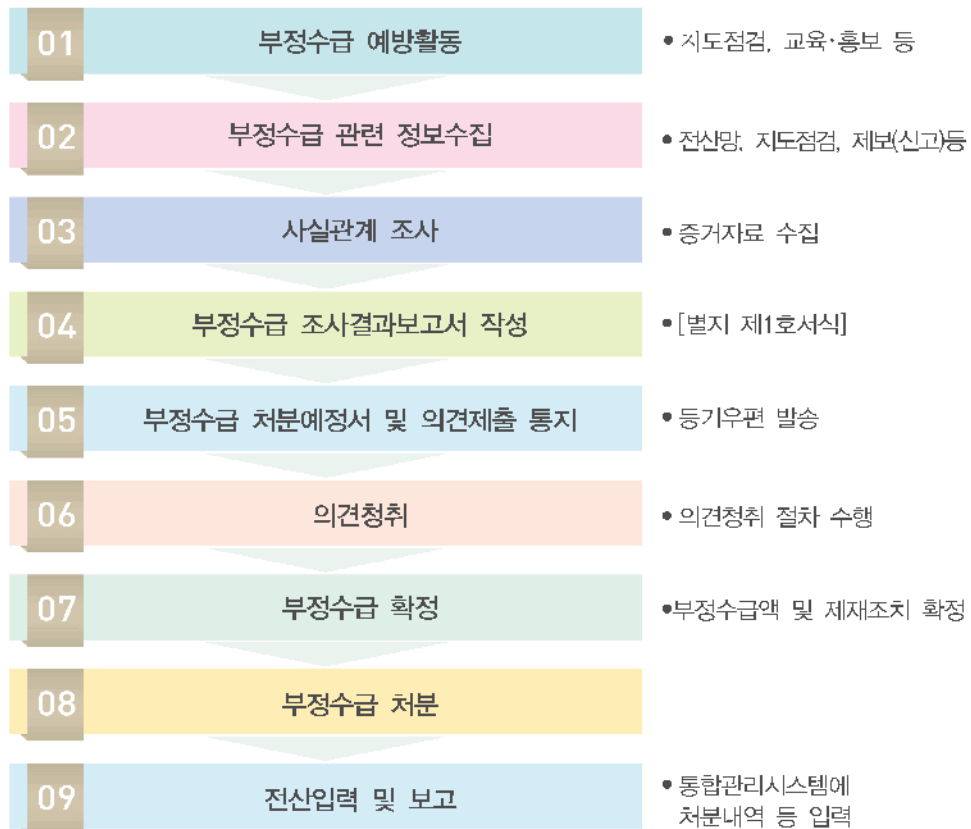 01 부정수급 예방활동 • 지도점검, 교육·홍보 등
02 부정수급 관련 정보수집 • 전산망, 지도점검, 제보(신고)등
03 사실관계 조사 • 증거자료 수집
04 부정수급 조사결과보고서 작성 • [별지 제1호서식]
05 부정수급 처분예정서 및 의견제출 통지 • 등기우편 발송
06 의견청취 • 의견청취 절차 수행
07 부정수급 확정 •부정수급액 및 제재조치 확정
08 부정수급 처분
09 전산입력 및 보고 • 통합관리시스템에
처분내역 등 입력